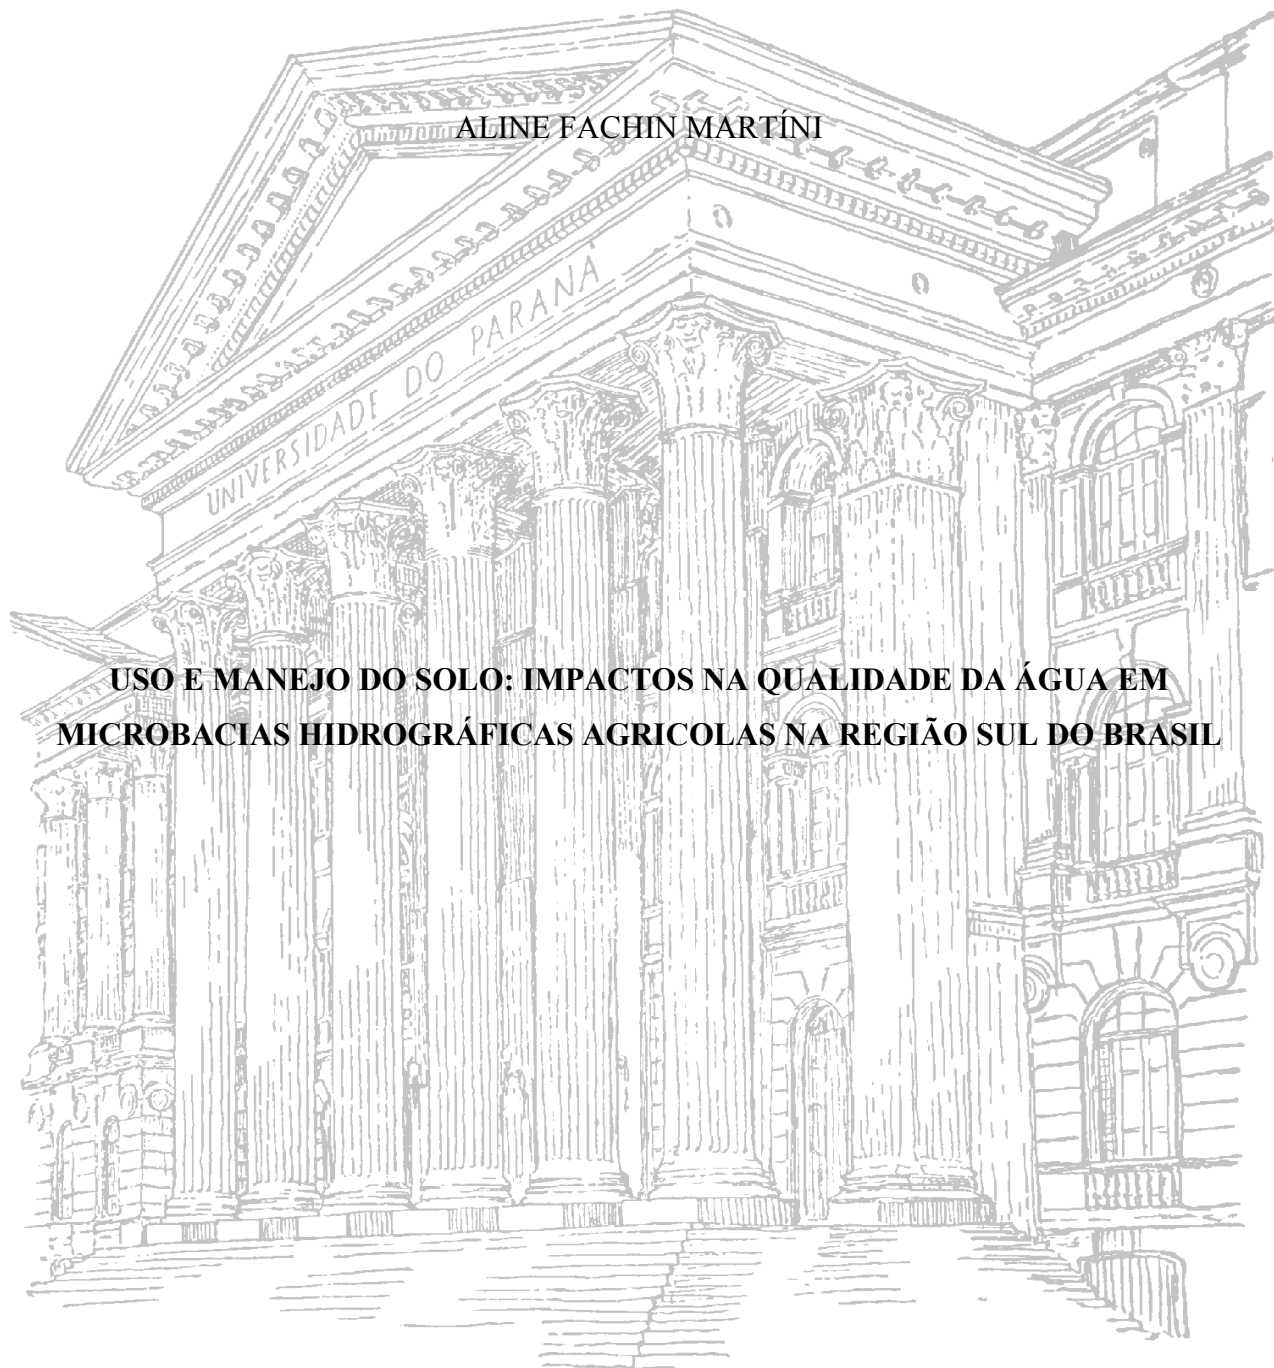 ALINE FACHIN MARTÍNI
UNIVERSIDADE DO PARANÁ
USO E MANEJO DO SOLO: IMPACTOS NA QUALIDADE DA ÁGUA EM
MICROBACIAS HIDROGRÁFICAS AGRICOLAS NA REGIÃO SUL DO BRASIL